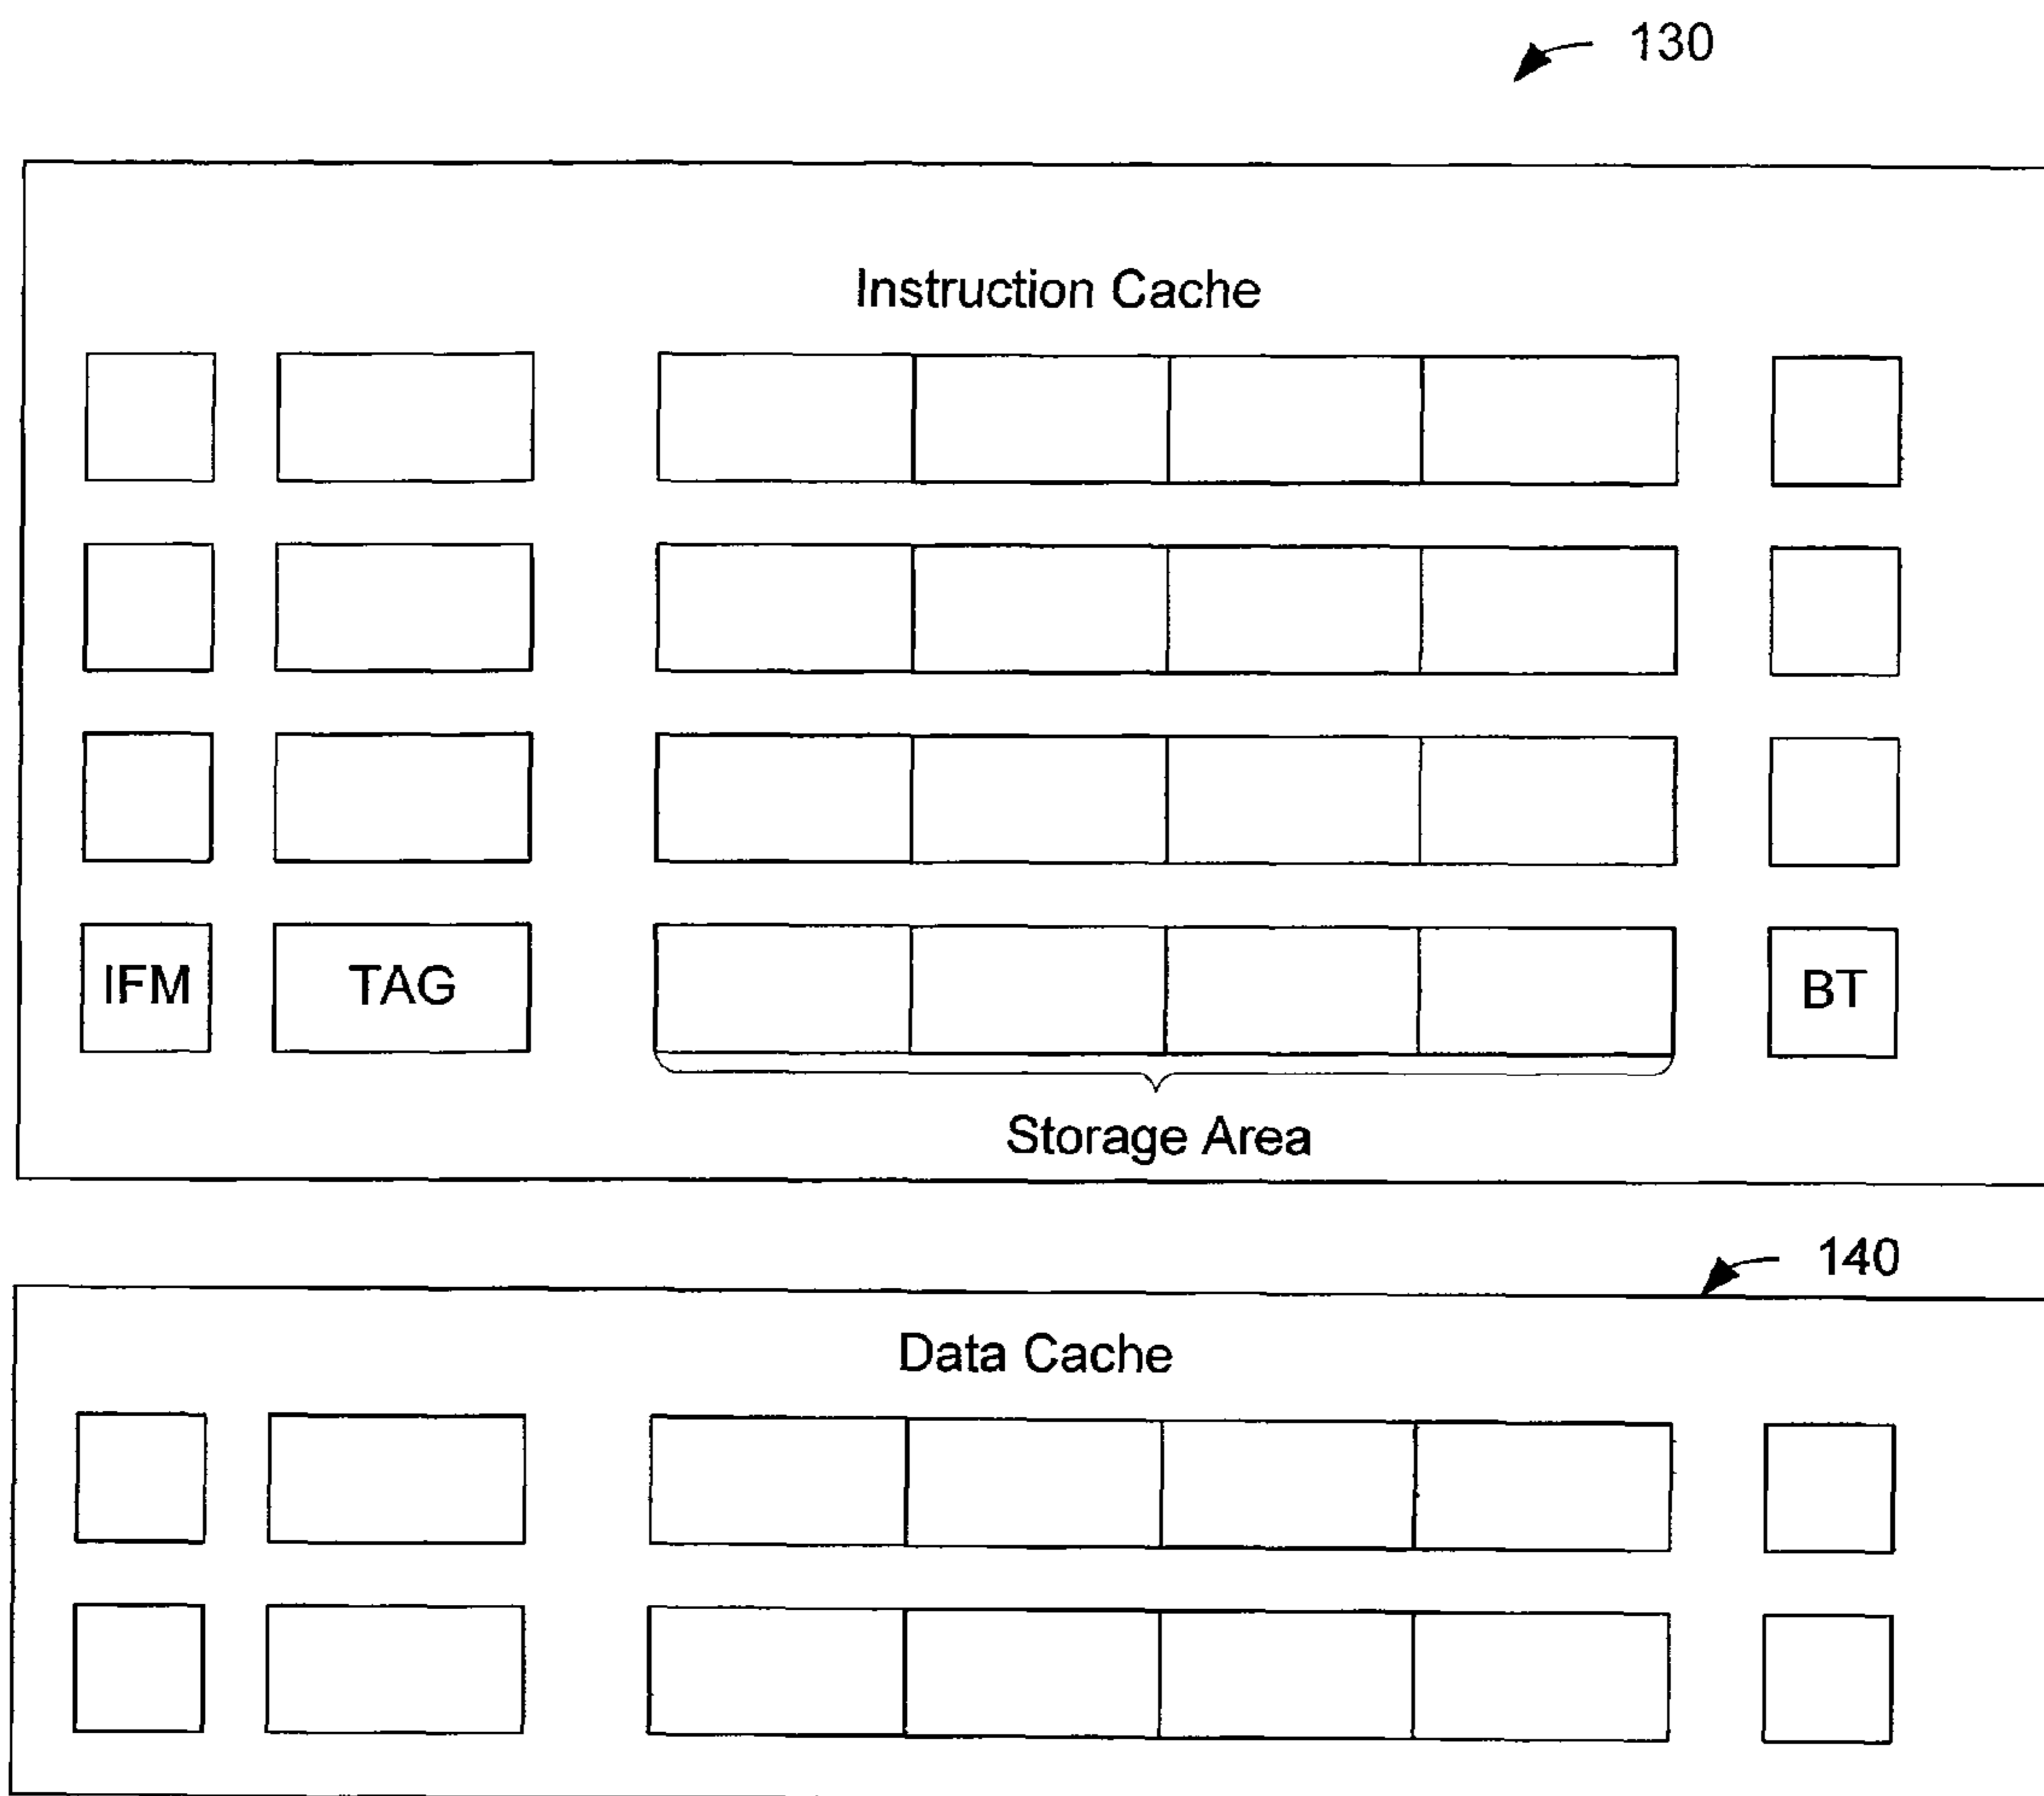 130
Instruction Cache
IFM TAG BT
Storage Area
140
Data Cache